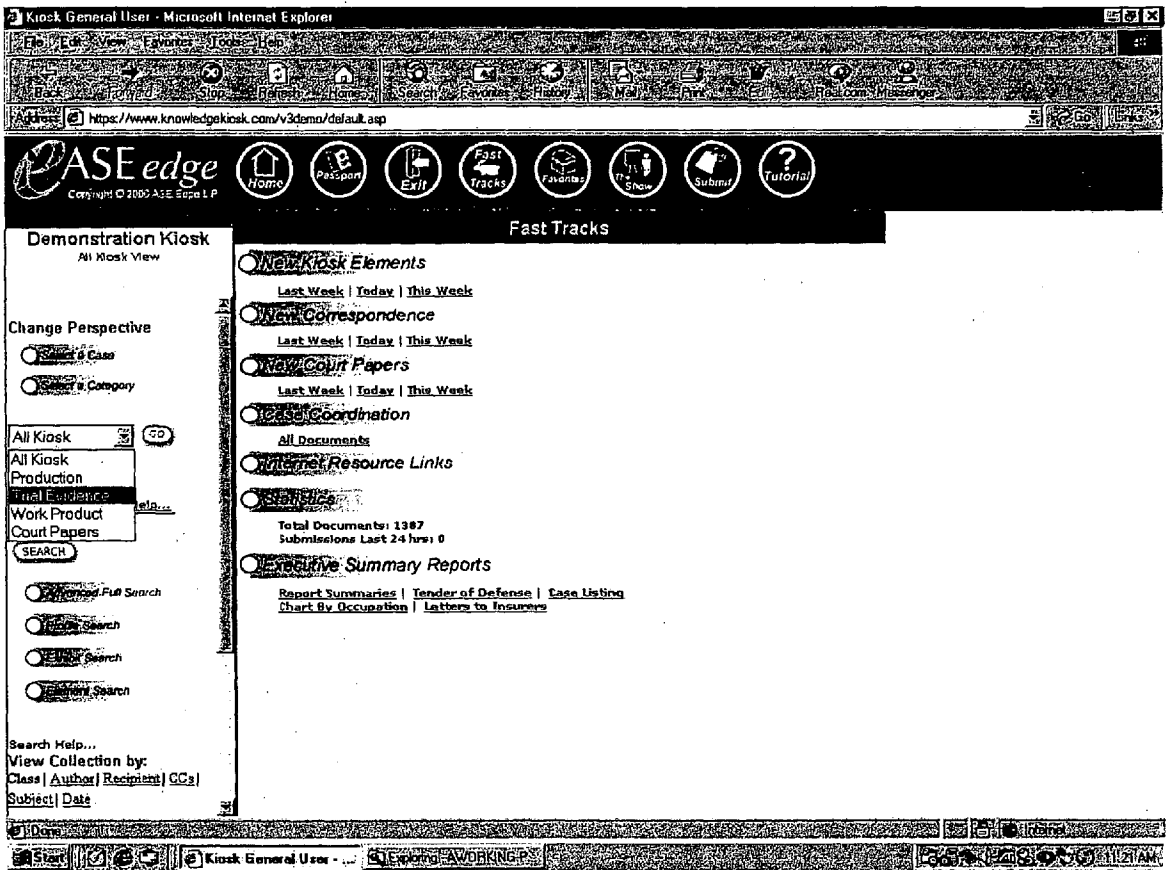 Kiosk General User - Microsoft Internet Explorer
File Edit View Favorites Tools Help
Back Forward Stop Refresh Home Search Favorites History Mail Print Edit Real.com Messenger
Address https://www.knowledgekiosk.com/v3demo/default.asp Go Links
CASE edge
Copyright © 2000 CASE Edge L P
Home Passport Exit Fast Tracks Favorites The Show Submit Tutorial
Fast Tracks
Demonstration Kiosk
All Kiosk View
Change Perspective
Select a Case
Select a Category
All Kiosk GO
All Kiosk
Production
Trial Evidence
Work Product
Court Papers
Help...
SEARCH
Advanced Full Search
Profile Search
Element Search
Search Help...
View Collection by:
Class | Author | Recipient | CCs |
Subject | Date
New Kiosk Elements
Last Week | Today | This Week
New Correspondence
Last Week | Today | This Week
New Court Papers
Last Week | Today | This Week
Case Coordination
All Documents
Internet Resource Links
Statistics
Total Documents: 1387
Submissions Last 24 hrs: 0
Executive Summary Reports
Report Summaries | Tender of Defense | Case Listing
Chart By Occupation | Letters to Insurers
Done Internet
Start Kiosk General User - ... Exploring 11:21 AM